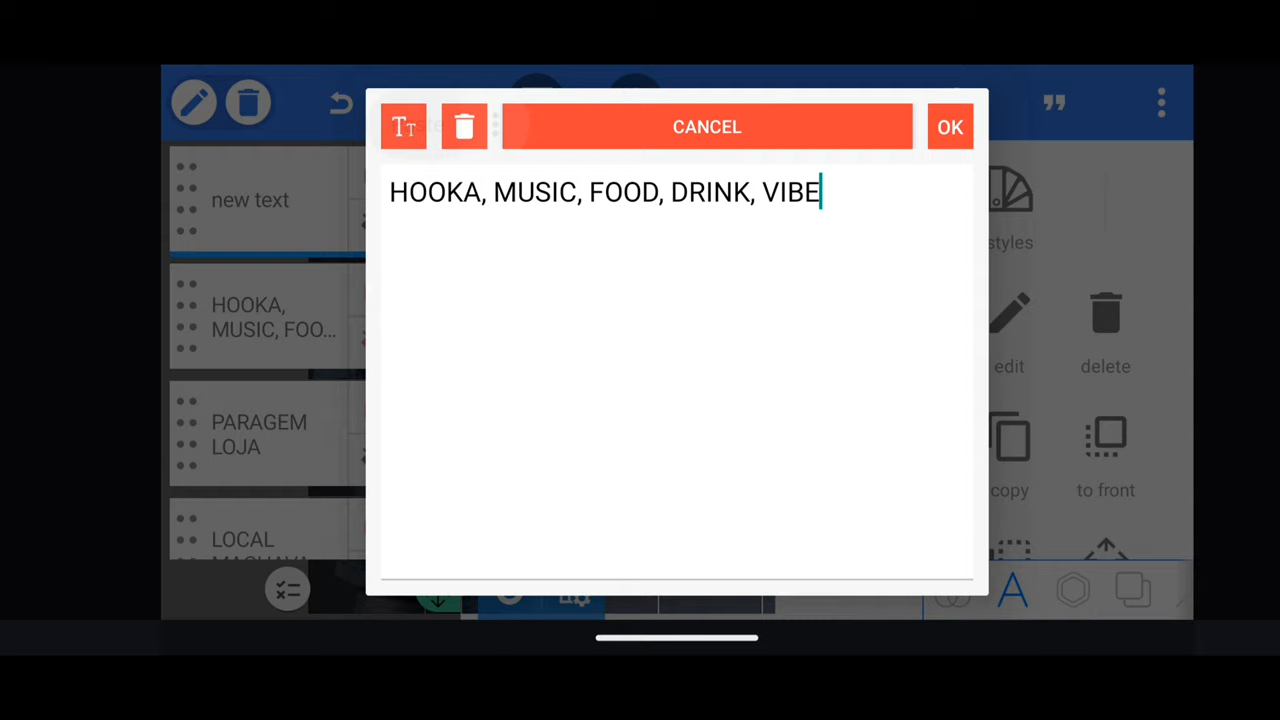 TT
CANCEL
OK
HOOKA, MUSIC, FOOD, DRINK, VIBE
new text
HOOKA,
MUSIC, FOO...
PARAGEM
LOJA
LOCAL
styles
edit
delete
copy
to front
A